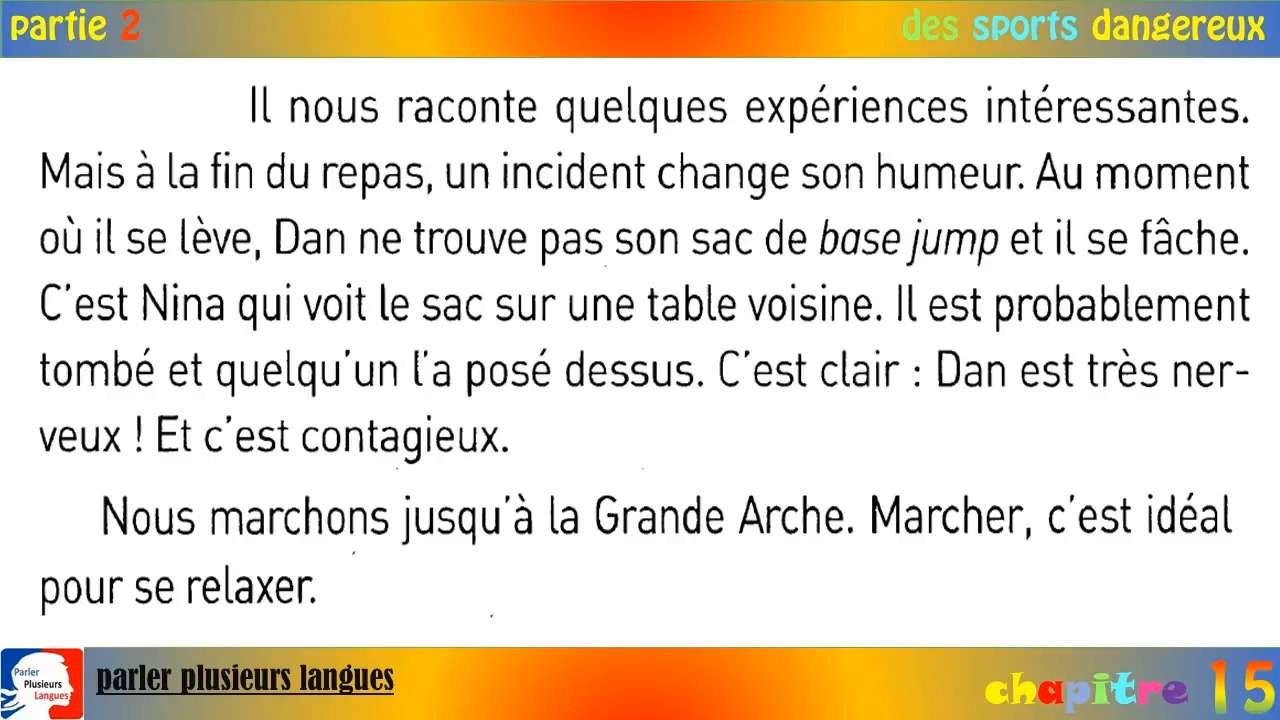 partie 2
des sports dangereux
Il nous raconte quelques expériences intéressantes.
Mais à la fin du repas, un incident change son humeur. Au moment
où il se lève, Dan ne trouve pas son sac de base jump et il se fâche.
C'est Nina qui voit le sac sur une table voisine. Il est probablement
tombé et quelqu'un l'a posé dessus. C'est clair : Dan est très ner-
veux ! Et c'est contagieux.
Nous marchons jusqu'à la Grande Arche. Marcher, c'est idéal
pour se relaxer.
Parler
Plusieurs
Langues
parler plusieurs langues
chapitre 15